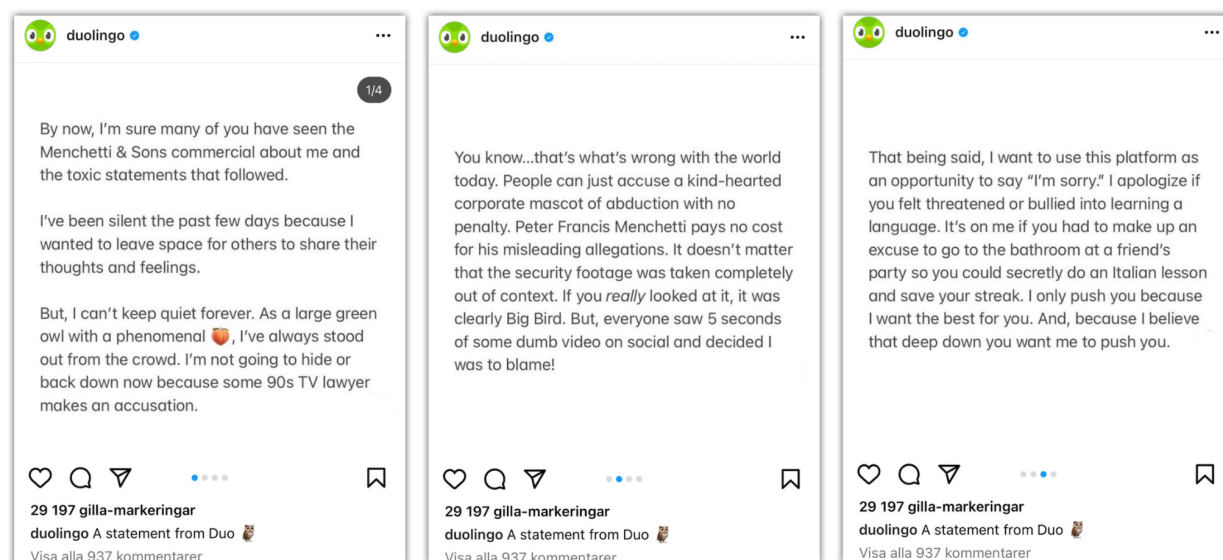 duolingo
1/4
By now, I'm sure many of you have seen the
Menchetti & Sons commercial about me and
the toxic statements that followed.
I've been silent the past few days because I
wanted to leave space for others to share their
thoughts and feelings.
But, I can't keep quiet forever. As a large green
owl with a phenomenal 🍑, I've always stood
out from the crowd. I'm not going to hide or
back down now because some 90s TV lawyer
makes an accusation.
29 197 gilla-markeringar
duolingo A statement from Duo 🦉
Visa alla 937 kommentarer
duolingo
You know...that's what's wrong with the world
today. People can just accuse a kind-hearted
corporate mascot of abduction with no
penalty. Peter Francis Menchetti pays no cost
for his misleading allegations. It doesn't matter
that the security footage was taken completely
out of context. If you really looked at it, it was
clearly Big Bird. But, everyone saw 5 seconds
of some dumb video on social and decided I
was to blame!
29 197 gilla-markeringar
duolingo A statement from Duo 🦉
Visa alla 937 kommentarer
duolingo
That being said, I want to use this platform as
an opportunity to say “I'm sorry.” I apologize if
you felt threatened or bullied into learning a
language. It's on me if you had to make up an
excuse to go to the bathroom at a friend's
party so you could secretly do an Italian lesson
and save your streak. I only push you because
I want the best for you. And, because I believe
that deep down you want me to push you.
29 197 gilla-markeringar
duolingo A statement from Duo 🦉
Visa alla 937 kommentarer